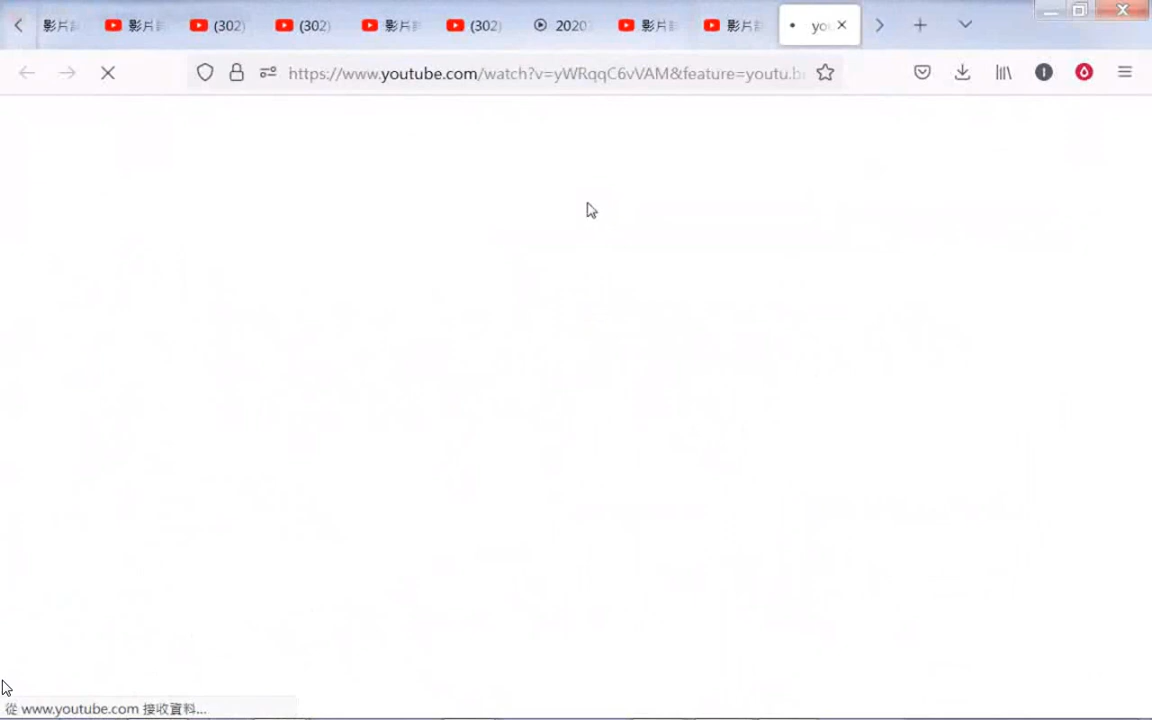 影片
影片
(302)
(302)
影片
(302)
2020
影片
影片
yo
https://www.youtube.com/watch?v=yWRqqC6vVAM&feature=youtu.b
從 www.youtube.com 接收資料...